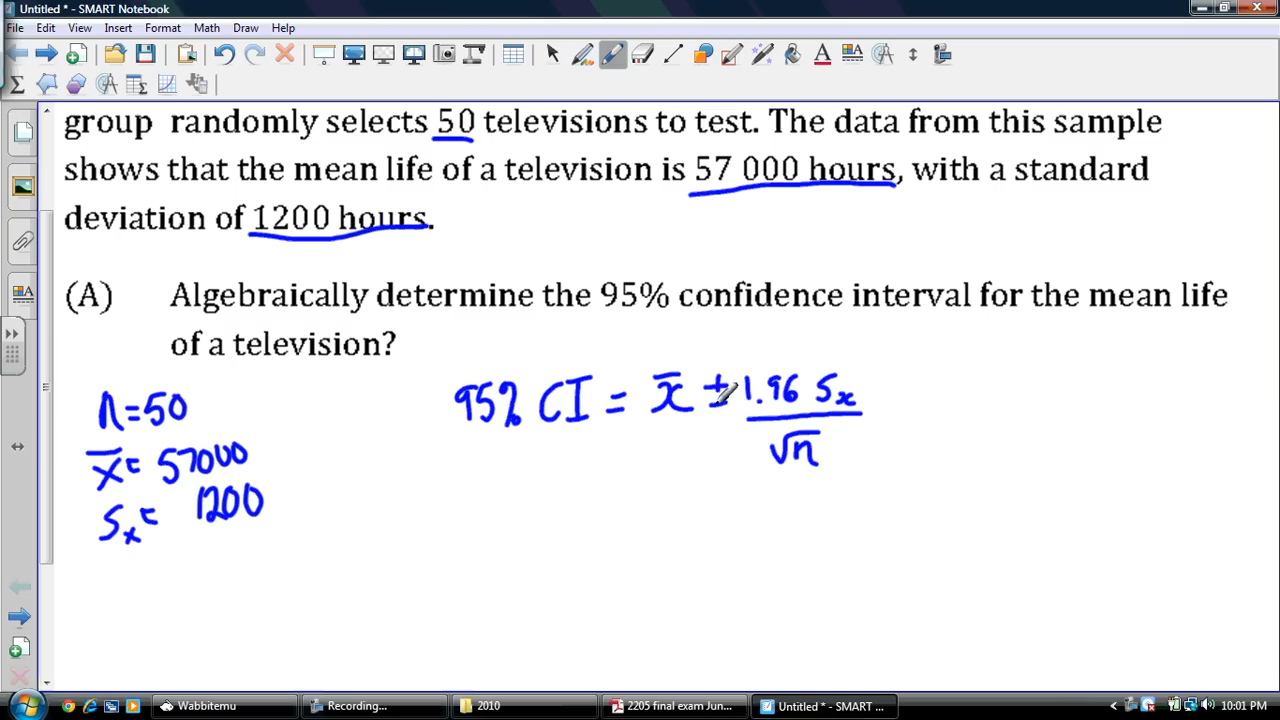 Untitled * - SMART Notebook
File Edit View Insert Format Math Draw Help
group randomly selects 50 televisions to test. The data from this sample
shows that the mean life of a television is 57 000 hours, with a standard
deviation of 1200 hours.
(A) Algebraically determine the 95% confidence interval for the mean life
of a television?
n=50
x̄= 57000
Sx= 1200
95% CI = x̄ ± 1.96 Sx
√n
Wabbitemu Recording... 2010 2205 final exam Jun... Untitled * - SMART ... 10:01 PM